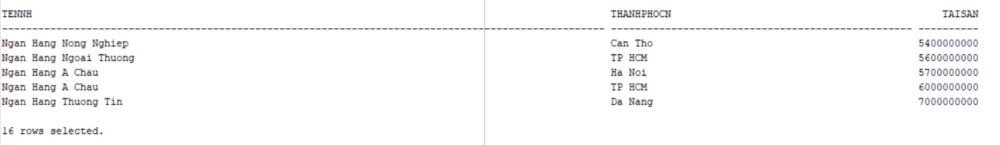 TENNH THANHPHOCN TAISAN
---------------------------------------------------------------------------------------------------- -------------------------------------------------- ----------
Ngan Hang Nong Nghiep Can Tho 5400000000
Ngan Hang Ngoai Thuong TP HCM 5600000000
Ngan Hang A Chau Ha Noi 5700000000
Ngan Hang A Chau TP HCM 6000000000
Ngan Hang Thuong Tin Da Nang 7000000000
16 rows selected.